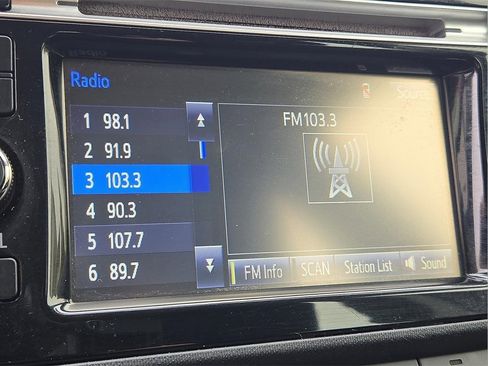 Radio
Source
1 98.1
FM103.3
2 91.9
3 103.3
4 90.3
5 107.7
6 89.7
FM Info SCAN Station List Sound